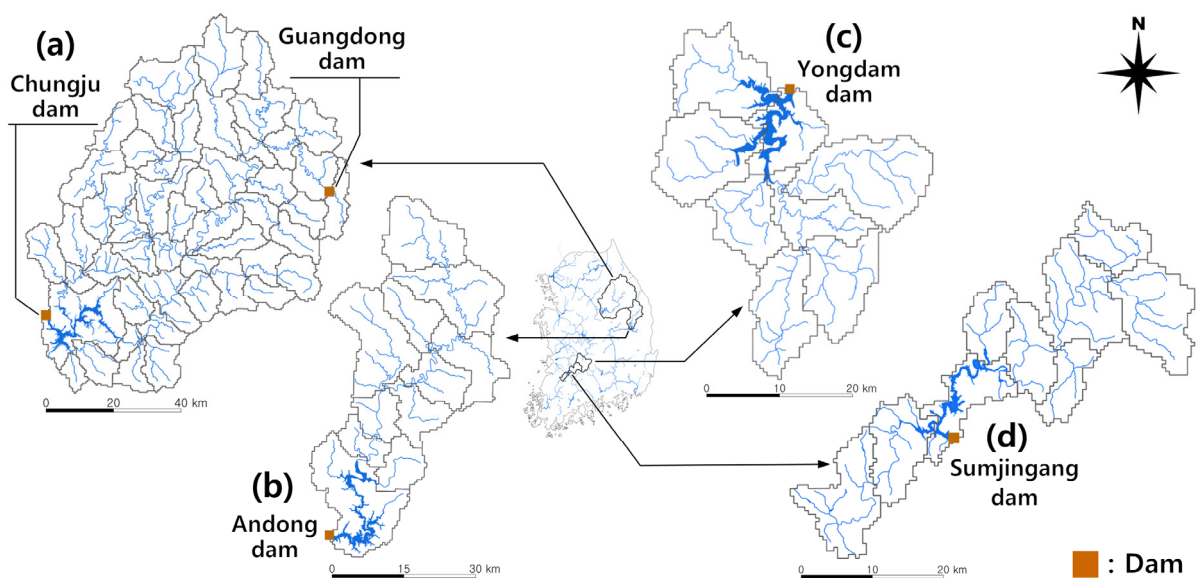 (a)
Guangdong
dam
Chungju
dam
0 20 40 km
(b)
Andong
dam
0 15 30 km
(c)
Yongdam
dam
0 10 20 km
N
(d)
Sumjingang
dam
0 10 20 km
: Dam